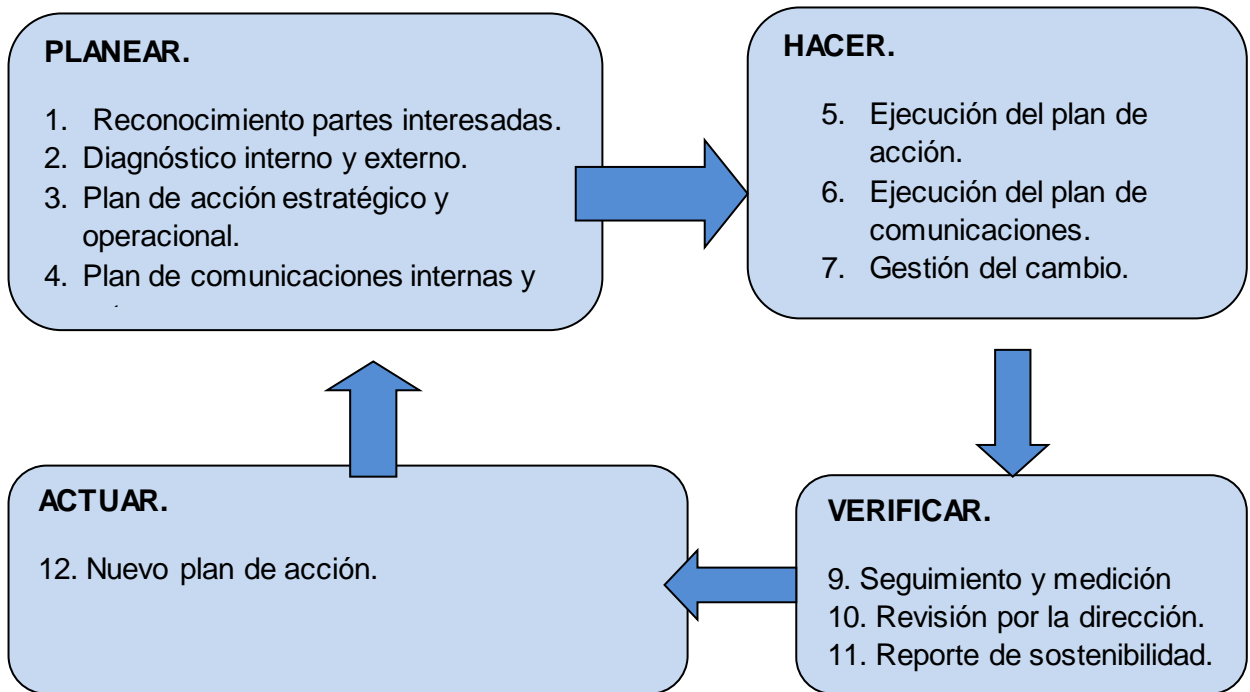 PLANEAR.
1. Reconocimiento partes interesadas.
2. Diagnóstico interno y externo.
3. Plan de acción estratégico y
operacional.
4. Plan de comunicaciones internas y
HACER.
5. Ejecución del plan de
acción.
6. Ejecución del plan de
comunicaciones.
7. Gestión del cambio.
ACTUAR.
12. Nuevo plan de acción.
VERIFICAR.
9. Seguimiento y medición
10. Revisión por la dirección.
11. Reporte de sostenibilidad.